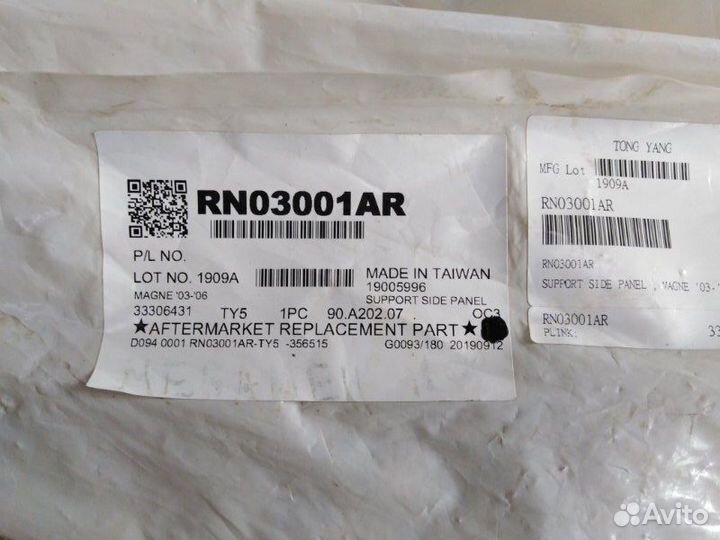 RN03001AR
P/L NO.
LOT NO. 1909A
MADE IN TAIWAN
19005996
MAGNE '03-'06
SUPPORT SIDE PANEL
33306431 TY5 1PC 90.A202.07 OC3
★AFTERMARKET REPLACEMENT PART★
D094 0001 RN03001AR-TY5 -356515 G0093/180 20190912
TONG YANG
MFG Lot
1909A
RN03001AR
RN03001AR
SUPPORT SIDE PANEL , MAGNE '03-'
RN03001AR
PLINK: 33
Avito